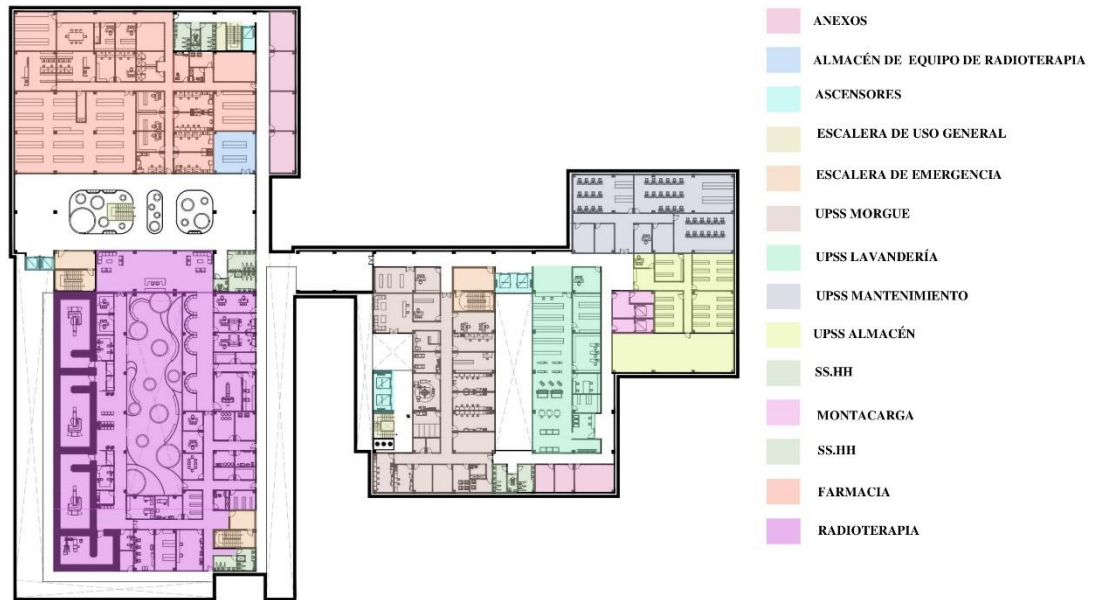 ANEXOS
ALMACÉN DE EQUIPO DE RADIOTERAPIA
ASCENSORES
ESCALERA DE USO GENERAL
ESCALERA DE EMERGENCIA
UPSS MORGUE
UPSS LAVANDERÍA
UPSS MANTENIMIENTO
UPSS ALMACÉN
SS.HH
MONTACARGA
SS.HH
FARMACIA
RADIOTERAPIA